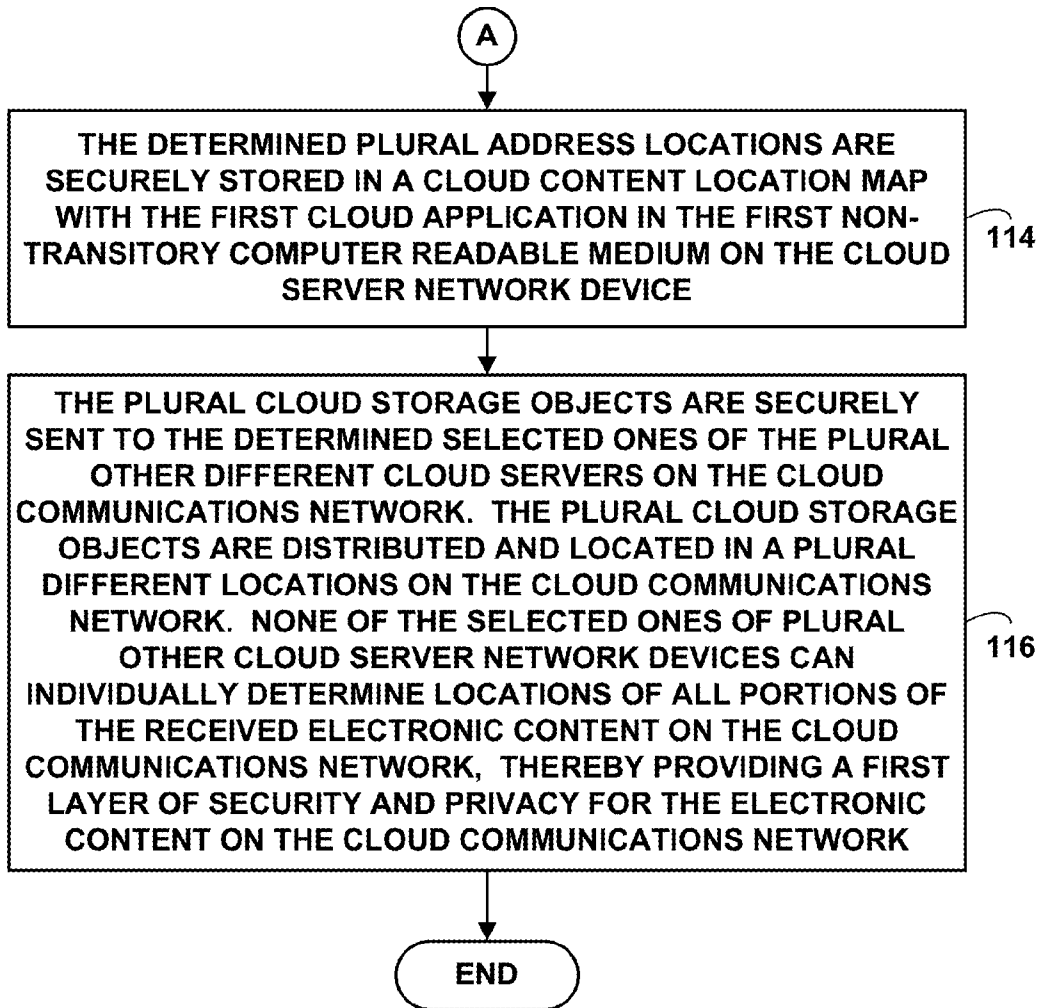 A
THE DETERMINED PLURAL ADDRESS LOCATIONS ARE
SECURELY STORED IN A CLOUD CONTENT LOCATION MAP
WITH THE FIRST CLOUD APPLICATION IN THE FIRST NON-
TRANSITORY COMPUTER READABLE MEDIUM ON THE CLOUD
SERVER NETWORK DEVICE
114
THE PLURAL CLOUD STORAGE OBJECTS ARE SECURELY
SENT TO THE DETERMINED SELECTED ONES OF THE PLURAL
OTHER DIFFERENT CLOUD SERVERS ON THE CLOUD
COMMUNICATIONS NETWORK.  THE PLURAL CLOUD STORAGE
OBJECTS ARE DISTRIBUTED AND LOCATED IN A PLURAL
DIFFERENT LOCATIONS ON THE CLOUD COMMUNICATIONS
NETWORK.  NONE OF THE SELECTED ONES OF PLURAL
OTHER CLOUD SERVER NETWORK DEVICES CAN
INDIVIDUALLY DETERMINE LOCATIONS OF ALL PORTIONS OF
THE RECEIVED ELECTRONIC CONTENT ON THE CLOUD
COMMUNICATIONS NETWORK,  THEREBY PROVIDING A FIRST
LAYER OF SECURITY AND PRIVACY FOR THE ELECTRONIC
CONTENT ON THE CLOUD COMMUNICATIONS NETWORK
116
END